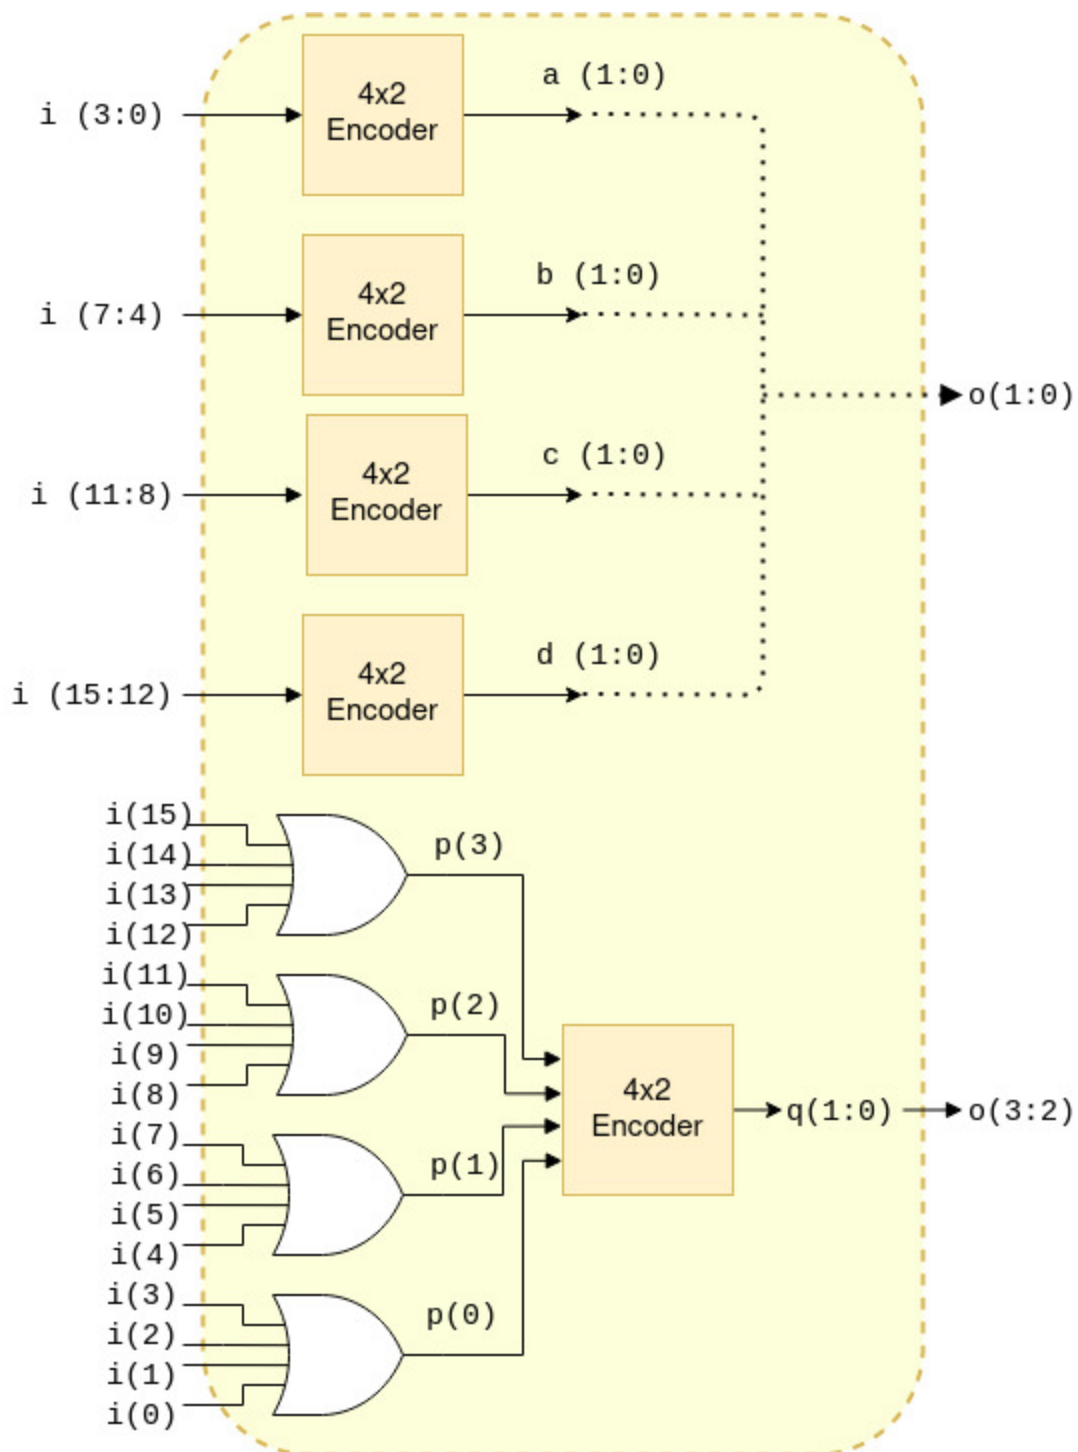 a (1:0)
i (3:0)
4x2
Encoder
b (1:0)
i (7:4)
4x2
Encoder
o(1:0)
c (1:0)
i (11:8)
4x2
Encoder
d (1:0)
i (15:12)
4x2
Encoder
i(15)
i(14)
i(13)
i(12)
p(3)
i(11)
i(10)
i(9)
i(8)
p(2)
4x2
Encoder
q(1:0)
o(3:2)
i(7)
i(6)
i(5)
i(4)
p(1)
i(3)
i(2)
i(1)
i(0)
p(0)